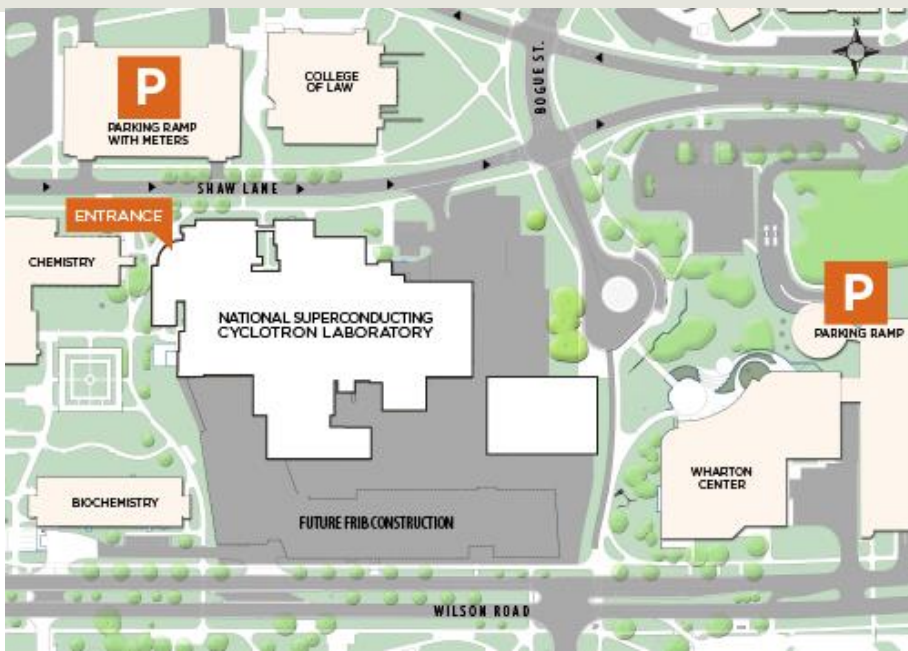 N
P
PARKING RAMP
WITH METERS
COLLEGE
OF LAW
BOGUE ST.
SHAW LANE
ENTRANCE
CHEMISTRY
NATIONAL SUPERCONDUCTING
CYCLOTRON LABORATORY
P
PARKING RAMP
WHARTON
CENTER
BIOCHEMISTRY
FUTURE FRIB CONSTRUCTION
WILSON ROAD